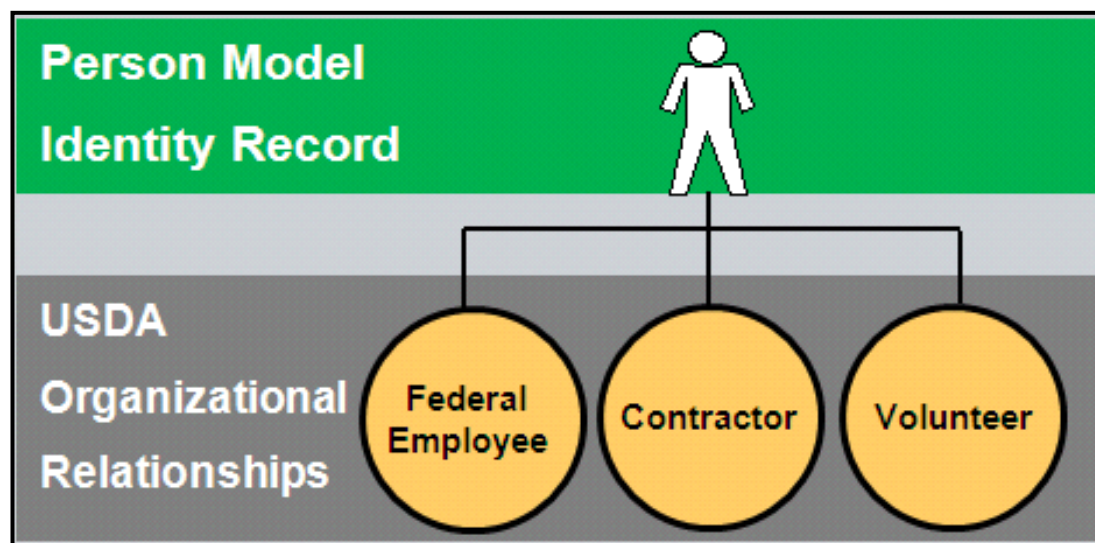 Person Model
Identity Record
USDA
Organizational
Relationships
Federal
Employee
Contractor
Volunteer